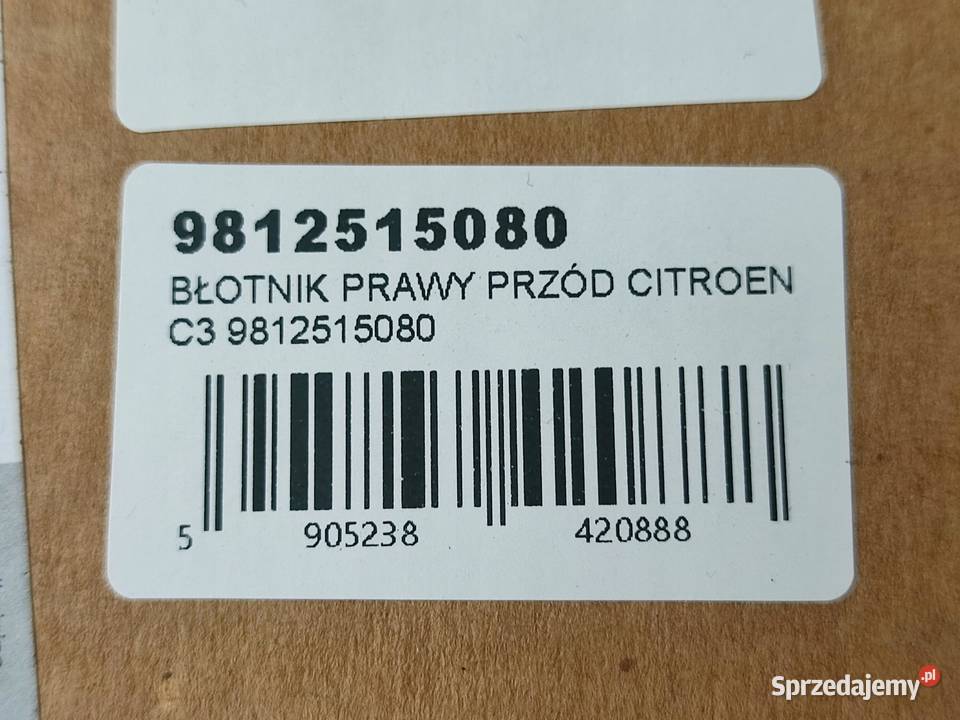 9812515080
BŁOTNIK PRAWY PRZÓD CITROEN
C3 9812515080
5 905238 420888
Sprzedajemy.pl